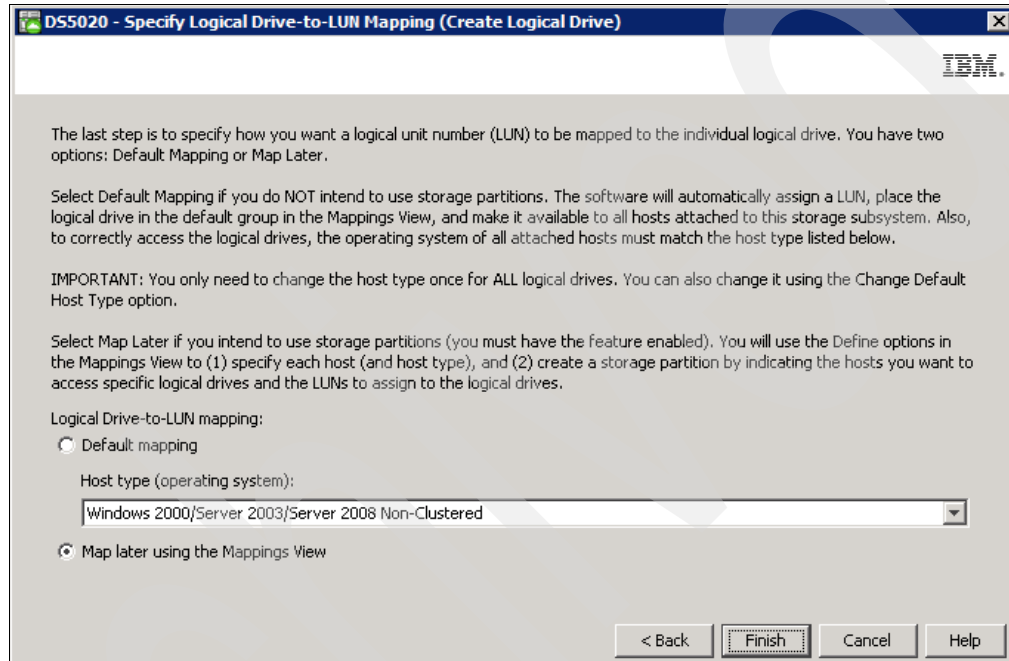 DS5020 - Specify Logical Drive-to-LUN Mapping (Create Logical Drive)
IBM.
The last step is to specify how you want a logical unit number (LUN) to be mapped to the individual logical drive. You have two
options: Default Mapping or Map Later.
Select Default Mapping if you do NOT intend to use storage partitions. The software will automatically assign a LUN, place the
logical drive in the default group in the Mappings View, and make it available to all hosts attached to this storage subsystem. Also,
to correctly access the logical drives, the operating system of all attached hosts must match the host type listed below.
IMPORTANT: You only need to change the host type once for ALL logical drives. You can also change it using the Change Default
Host Type option.
Select Map Later if you intend to use storage partitions (you must have the feature enabled). You will use the Define options in
the Mappings View to (1) specify each host (and host type), and (2) create a storage partition by indicating the hosts you want to
access specific logical drives and the LUNs to assign to the logical drives.
Logical Drive-to-LUN mapping:
Default mapping
Host type (operating system):
Windows 2000/Server 2003/Server 2008 Non-Clustered
Map later using the Mappings View
< Back Finish Cancel Help